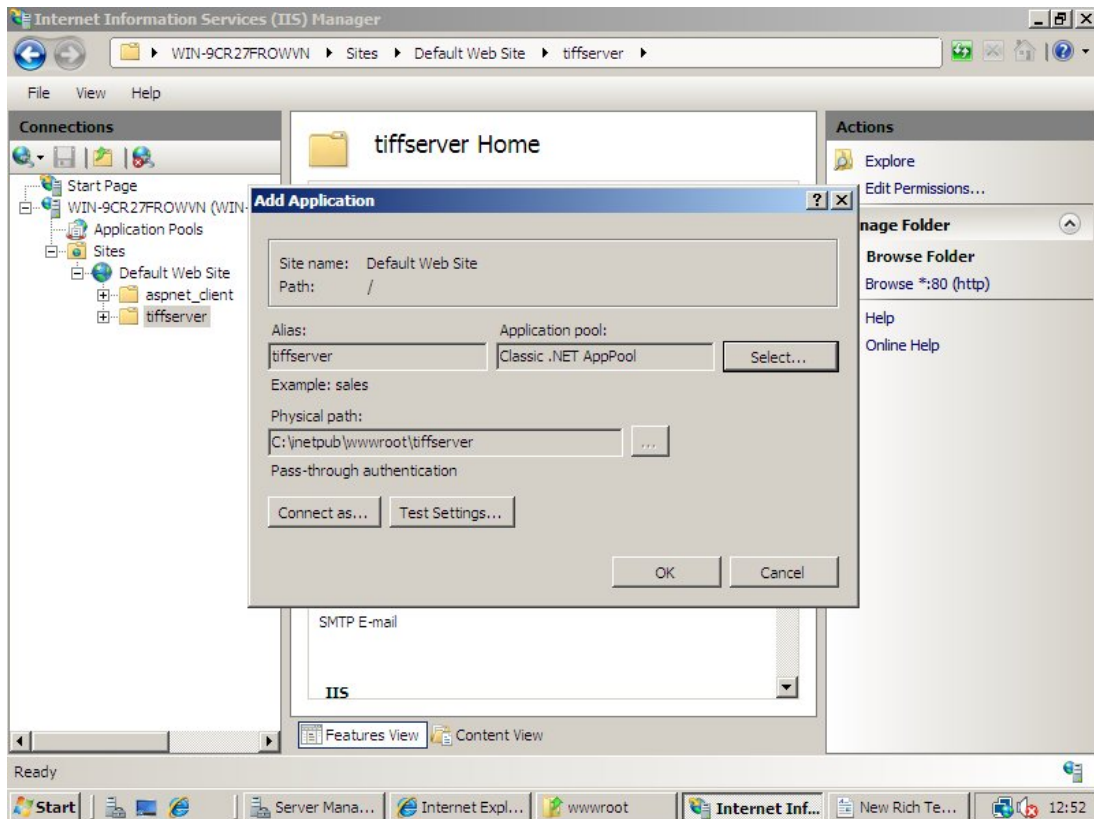 Internet Information Services (IIS) Manager
WIN-9CR27FROWVN Sites Default Web Site tiffserver
File View Help
Connections
Start Page
WIN-9CR27FROWVN (WIN-
Application Pools
Sites
Default Web Site
aspnet_client
tiffserver
tiffserver Home
Add Application
Site name: Default Web Site
Path: /
Alias: Application pool:
tiffserver Classic .NET AppPool Select...
Example: sales
Physical path:
C:\inetpub\wwwroot\tiffserver ...
Pass-through authentication
Connect as... Test Settings...
OK Cancel
SMTP E-mail
IIS
Features View Content View
Actions
Explore
Edit Permissions...
nage Folder
Browse Folder
Browse *:80 (http)
Help
Online Help
Ready
Start Server Mana... Internet Expl... wwwroot Internet Inf... New Rich Te... 12:52